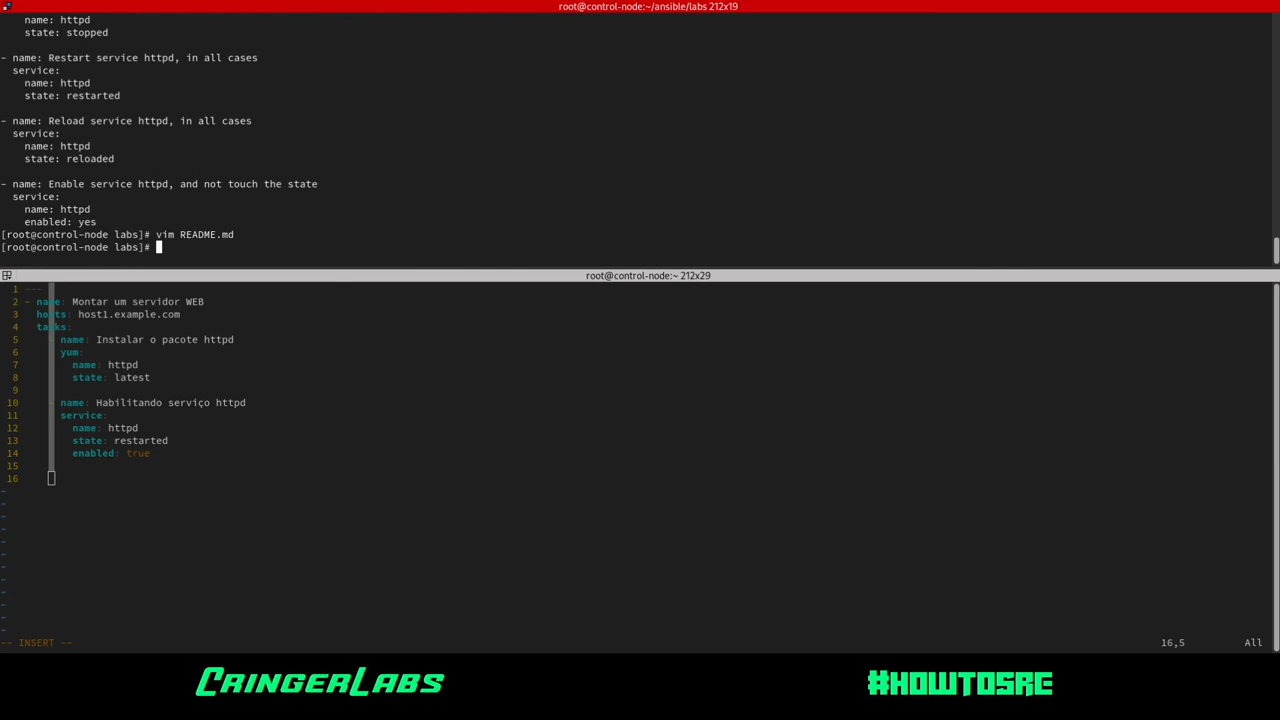 root@control-node:~/ansible/labs 212x19
name: httpd
state: stopped
- name: Restart service httpd, in all cases
service:
name: httpd
state: restarted
- name: Reload service httpd, in all cases
service:
name: httpd
state: reloaded
- name: Enable service httpd, and not touch the state
service:
name: httpd
enabled: yes
[root@control-node labs]# vim README.md
[root@control-node labs]#
root@control-node:~ 212x29
1 ---
2 - name: Montar um servidor WEB
3 hosts: host1.example.com
4 tasks:
5 - name: Instalar o pacote httpd
6 yum:
7 name: httpd
8 state: latest
9
10 - name: Habilitando serviço httpd
11 service:
12 name: httpd
13 state: restarted
14 enabled: true
15
16
~
~
~
~
~
~
~
~
~
~
~
~
-- INSERT -- 16,5 All
CringerLabs #HOWTOSRE